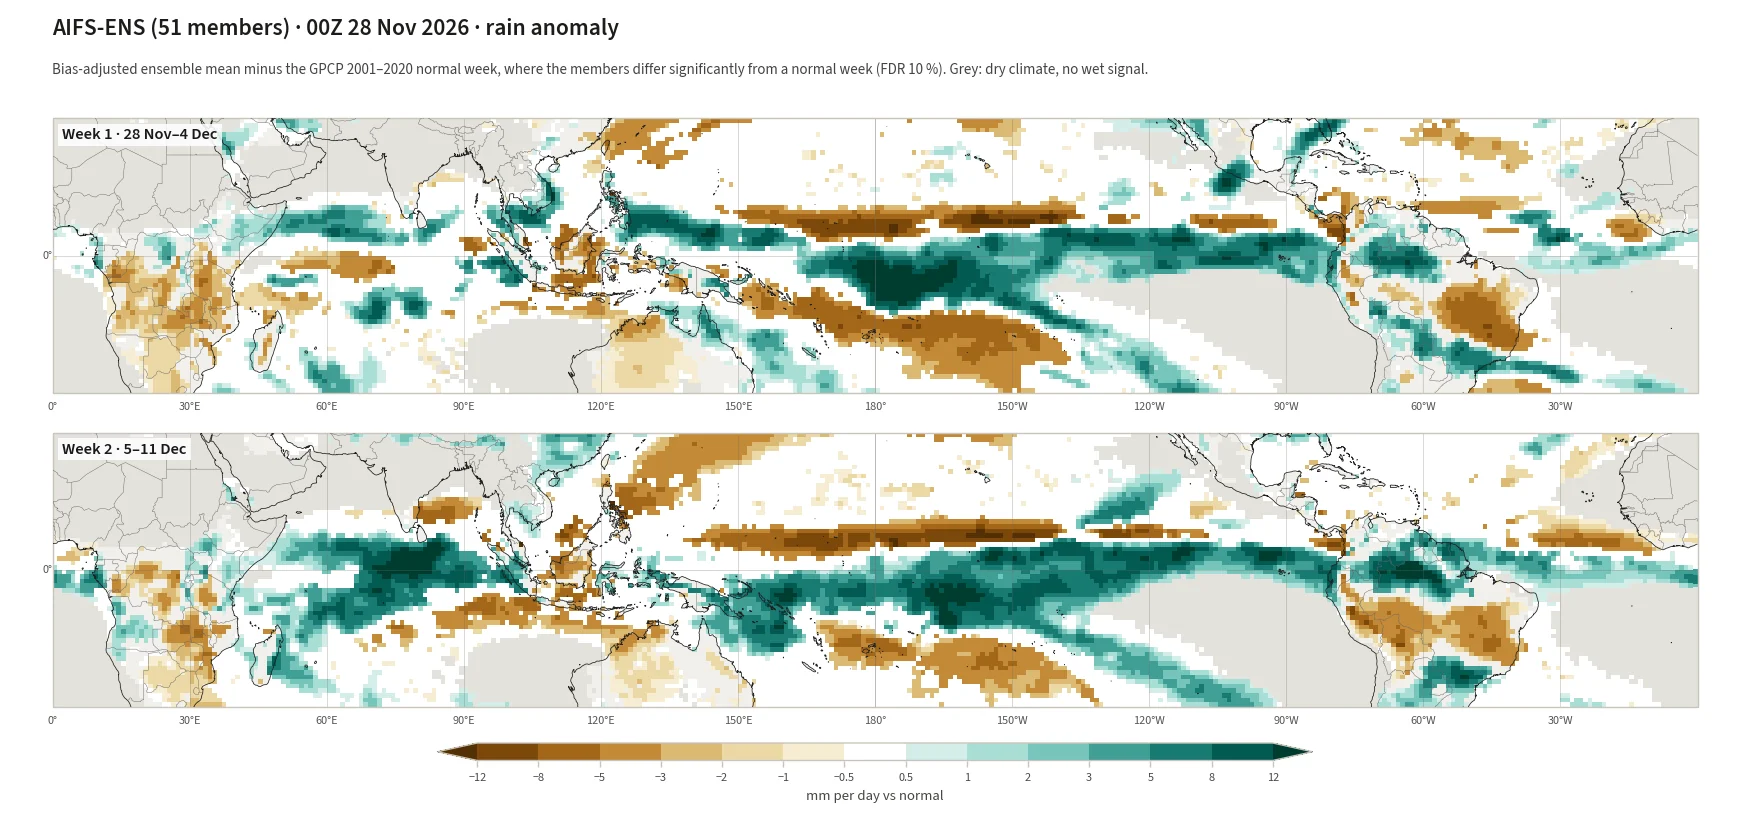 AIFS-ENS (51 members) · 00Z 28 Nov 2026 · rain anomaly
Bias-adjusted ensemble mean minus the GPCP 2001–2020 normal week, where the members differ significantly from a normal week (FDR 10 %). Grey: dry climate, no wet signal.
Week 1 · 28 Nov–4 Dec
0°
0° 30°E 60°E 90°E 120°E 150°E 180° 150°W 120°W 90°W 60°W 30°W
Week 2 · 5–11 Dec
0°
0° 30°E 60°E 90°E 120°E 150°E 180° 150°W 120°W 90°W 60°W 30°W
−12 −8 −5 −3 −2 −1 −0.5 0.5 1 2 3 5 8 12
mm per day vs normal